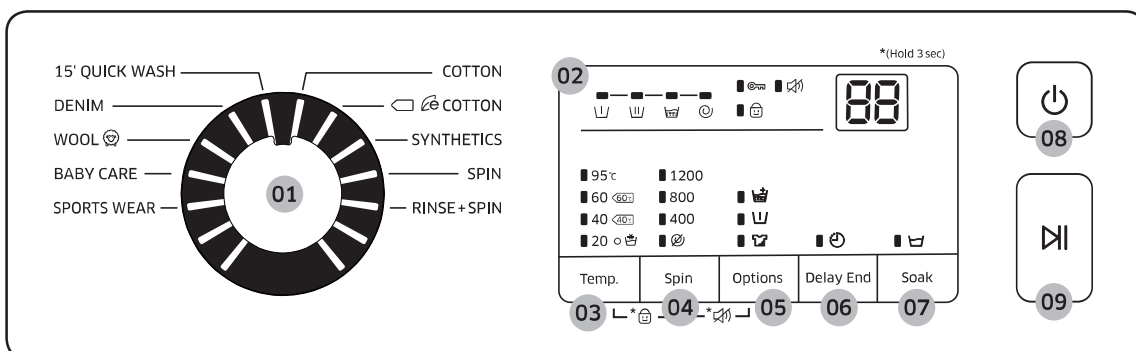 *(Hold 3 sec)
15' QUICK WASH
DENIM
WOOL
BABY CARE
SPORTS WEAR
01
COTTON
COTTON
SYNTHETICS
SPIN
RINSE+SPIN
02
88
95℃ 1200
60 60℃ 800
40 40℃ 400
20
Temp. Spin Options Delay End Soak
03 * 04 * 05 06 07
08
09